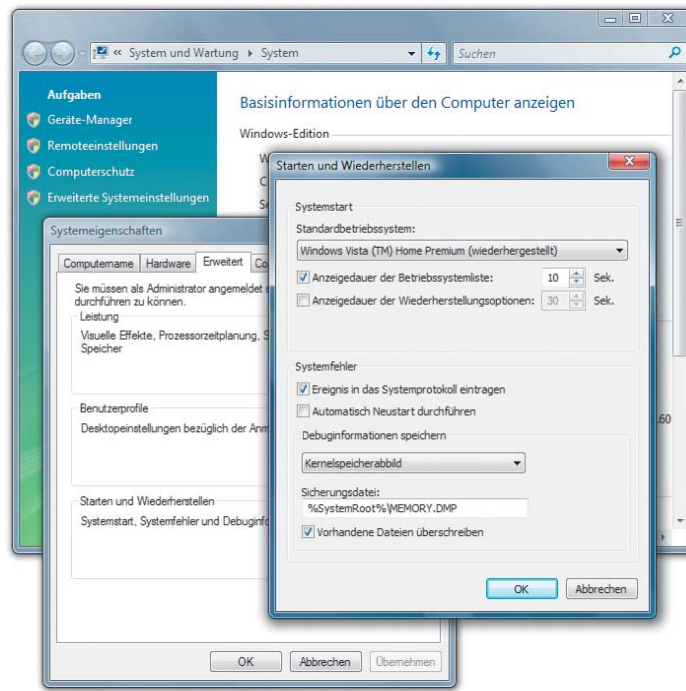 « System und Wartung ▸ System
Suchen
Aufgaben
Geräte-Manager
Remoteeinstellungen
Computerschutz
Erweiterte Systemeinstellungen
Basisinformationen über den Computer anzeigen
Windows-Edition
.60
Systemeigenschaften
Computername Hardware Erweitert
Sie müssen als Administrator angemeldet
durchführen zu können.
Leistung
Visuelle Effekte, Prozessorzeitplanung,
Speicher
Benutzerprofile
Desktopeinstellungen bezüglich der
Starten und Wiederherstellen
Systemstart, Systemfehler und
OK Abbrechen Übernehmen
Starten und Wiederherstellen
Systemstart
Standardbetriebssystem:
Windows Vista (TM) Home Premium (wiederhergestellt)
Anzeigedauer der Betriebssystemliste: 10 Sek.
Anzeigedauer der Wiederherstellungsoptionen: 30 Sek.
Systemfehler
Ereignis in das Systemprotokoll eintragen
Automatisch Neustart durchführen
Debuginformationen speichern
Kernelspeicherabbild
Sicherungsdatei:
%SystemRoot%\MEMORY.DMP
Vorhandene Dateien überschreiben
OK Abbrechen